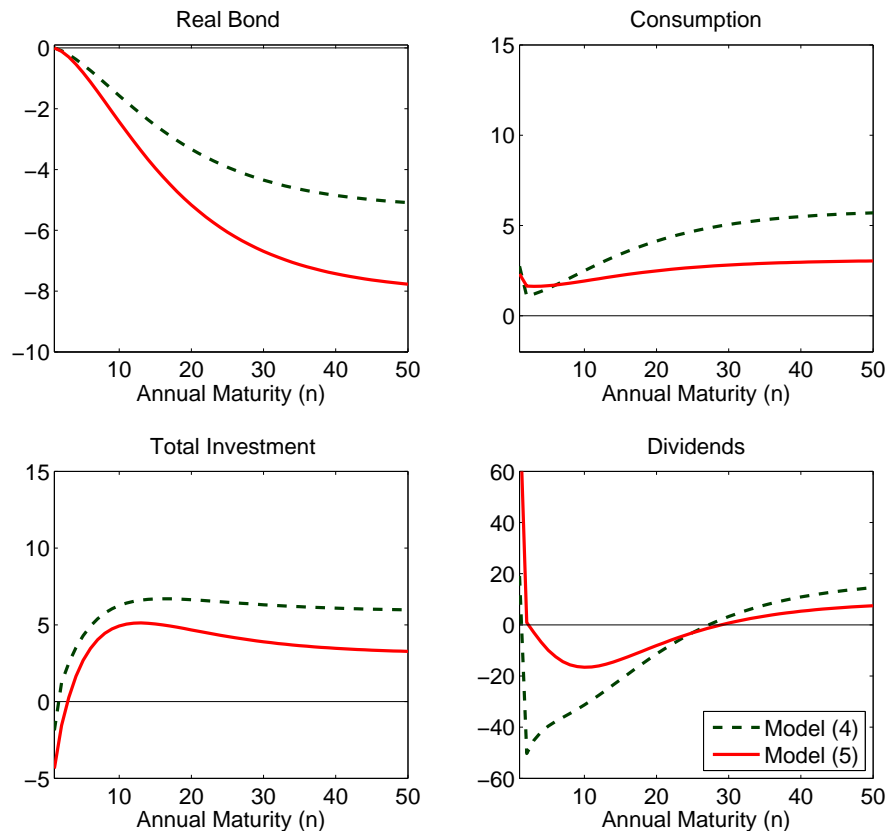 Real Bond
0
−2
−4
−6
−8
−10
10 20 30 40 50
Annual Maturity (n)
Consumption
15
10
5
0
10 20 30 40 50
Annual Maturity (n)
Total Investment
15
10
5
0
−5
10 20 30 40 50
Annual Maturity (n)
Dividends
60
40
20
0
−20
−40
−60
10 20 30 40 50
Annual Maturity (n)
Model (4)
Model (5)